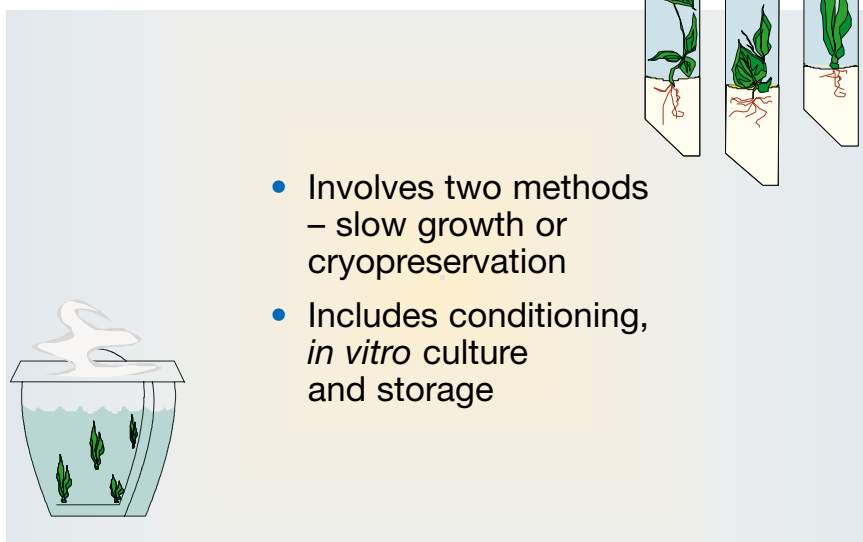 • Involves two methods
– slow growth or
cryopreservation
• Includes conditioning,
in vitro culture
and storage